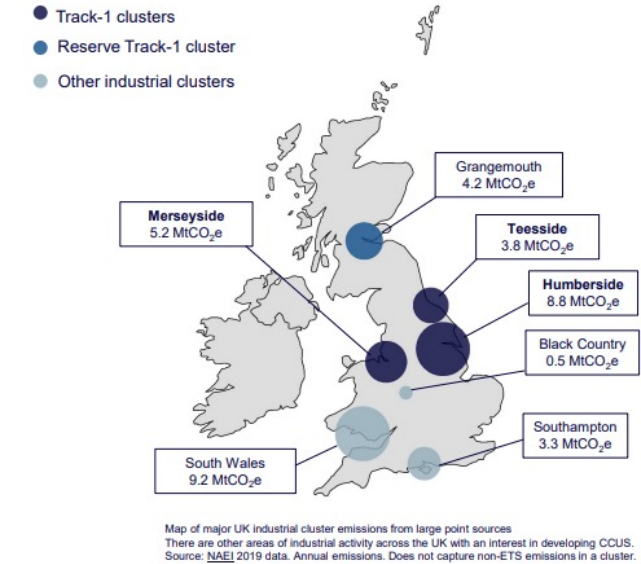 Track-1 clusters
Reserve Track-1 cluster
Other industrial clusters
Grangemouth
4.2 MtCO₂e
Merseyside
5.2 MtCO₂e
Teesside
3.8 MtCO₂e
Humberside
8.8 MtCO₂e
Black Country
0.5 MtCO₂e
Southampton
3.3 MtCO₂e
South Wales
9.2 MtCO₂e
Map of major UK industrial cluster emissions from large point sources
There are other areas of industrial activity across the UK with an interest in developing CCUS.
Source: NAEI 2019 data. Annual emissions. Does not capture non-ETS emissions in a cluster.